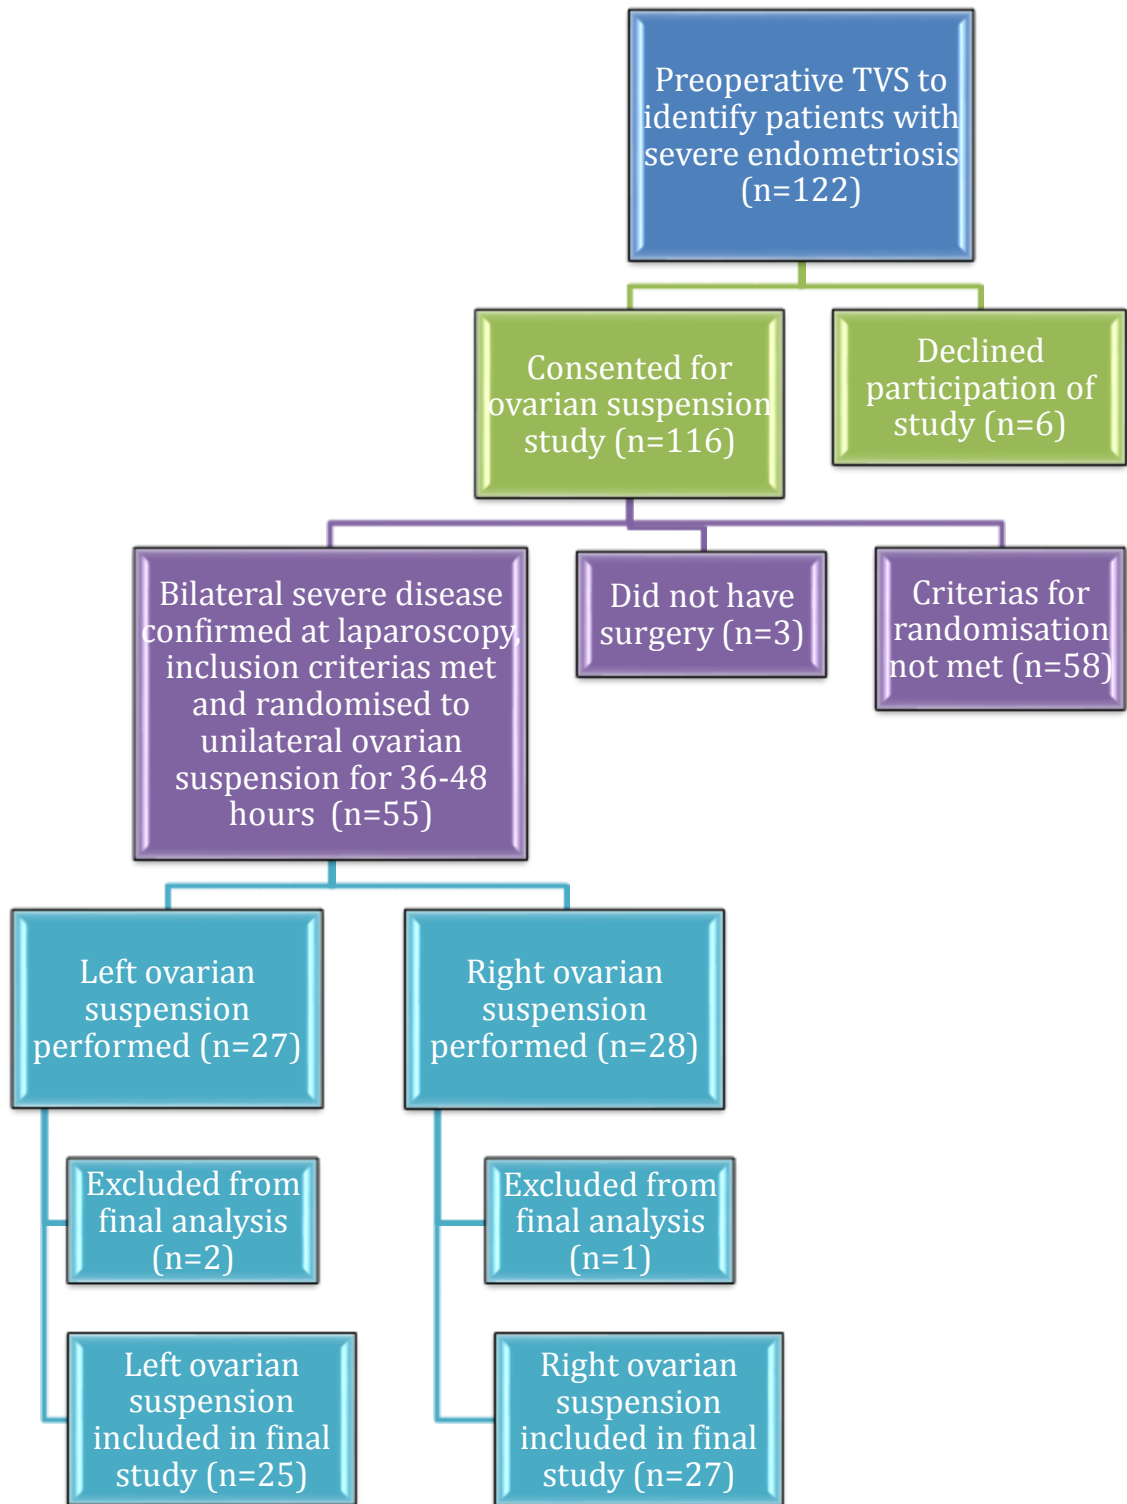 Preoperative TVS to
identify patients with
severe endometriosis
(n=122)
Consented for
ovarian suspension
study (n=116)
Declined
participation of
study (n=6)
Bilateral severe disease
confirmed at laparoscopy,
inclusion criterias met
and randomised to
unilateral ovarian
suspension for 36-48
hours (n=55)
Did not have
surgery (n=3)
Criterias for
randomisation
not met (n=58)
Left ovarian
suspension
performed (n=27)
Right ovarian
suspension
performed (n=28)
Excluded from
final analysis
(n=2)
Excluded from
final analysis
(n=1)
Left ovarian
suspension
included in final
study (n=25)
Right ovarian
suspension
included in final
study (n=27)